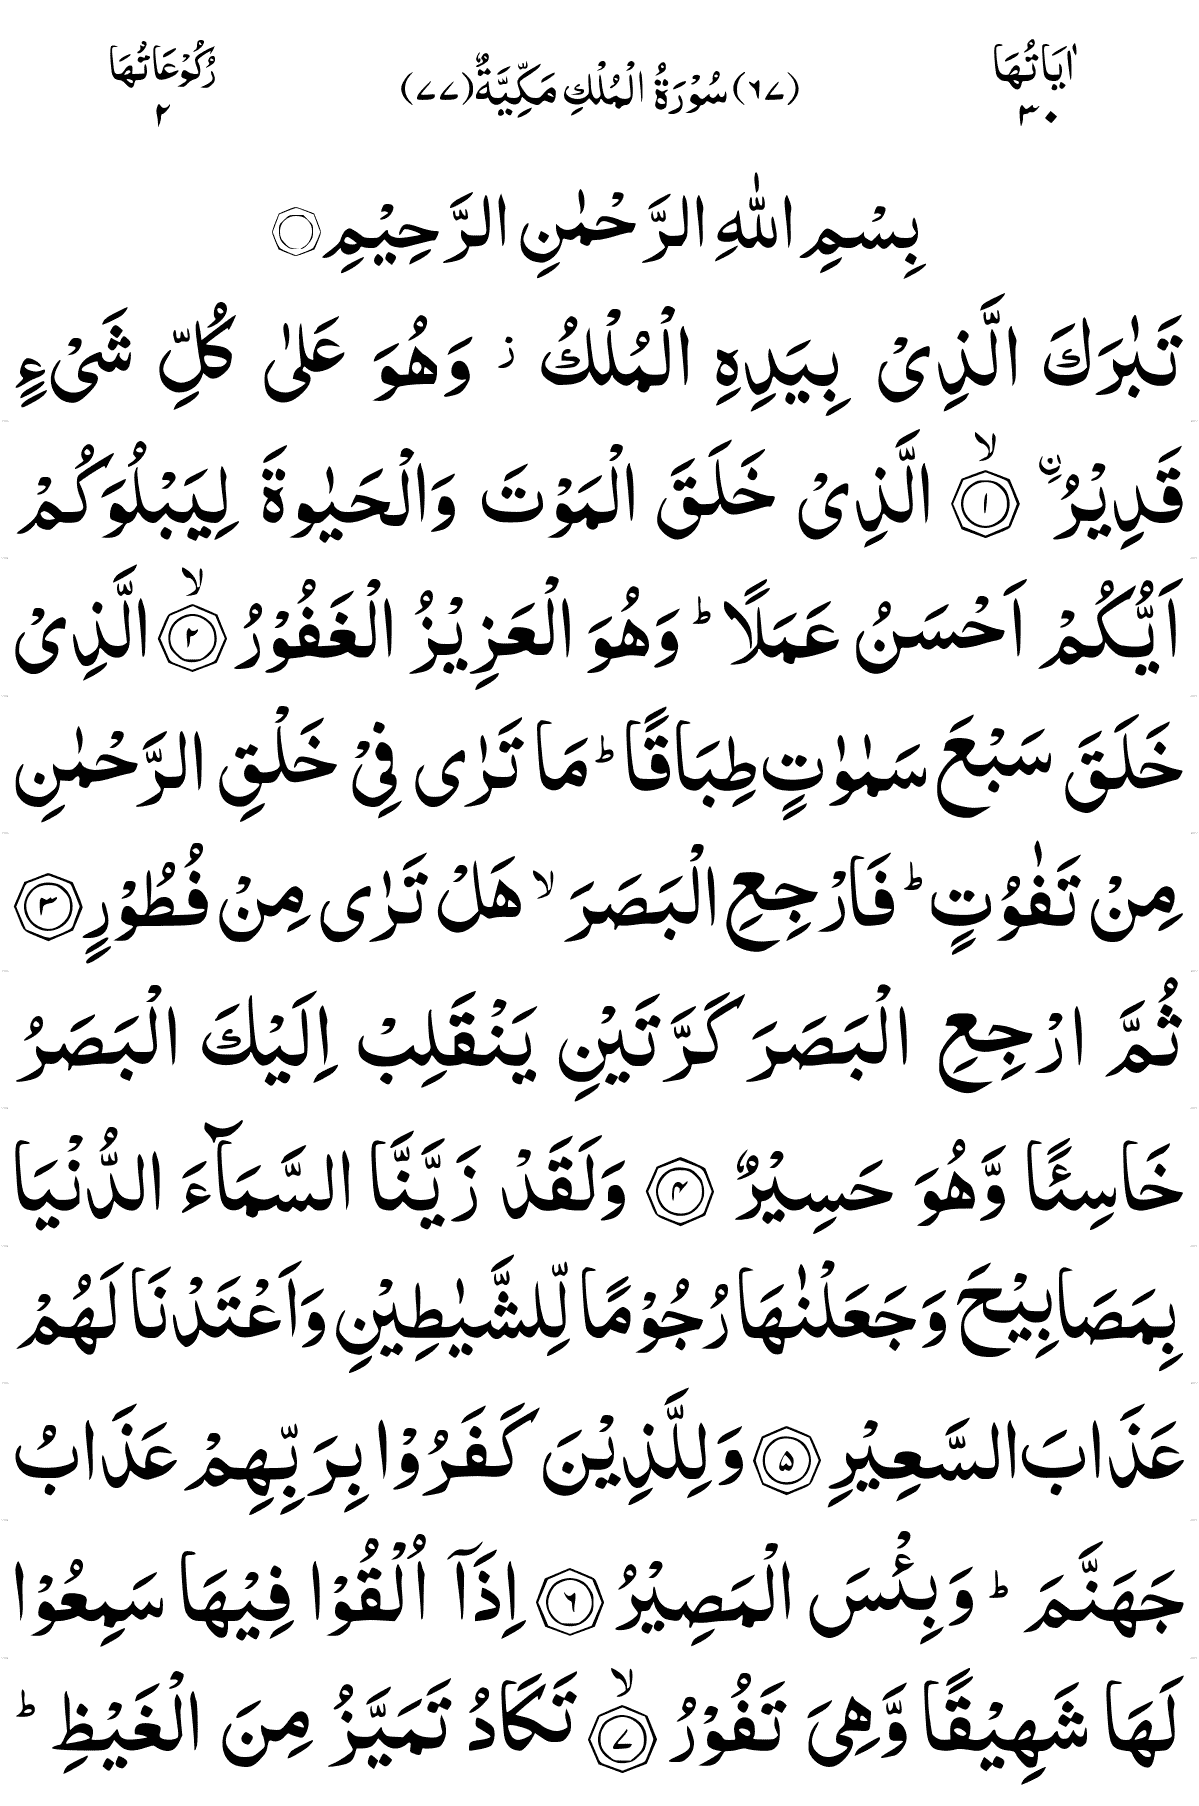 اٰيَاتُهَا ٣٠
(٦٧) سُوْرَةُ الْمُلْكِ مَكِّيَّةٌ (٧٧)
رُكُوْعَاتُهَا ٢
بِسْمِ اللّٰهِ الرَّحْمٰنِ الرَّحِيْمِ ۝
تَبٰرَكَ الَّذِىْ بِيَدِهِ الْمُلْكُ ز وَهُوَ عَلٰى كُلِّ شَىْءٍ
قَدِيْرُ ۨ ۝١ ۙ الَّذِىْ خَلَقَ الْمَوْتَ وَالْحَيٰوةَ لِيَبْلُوَكُمْ
اَيُّكُمْ اَحْسَنُ عَمَلًا ؕ وَهُوَ الْعَزِيْزُ الْغَفُوْرُ ۝٢ ۙ الَّذِىْ
خَلَقَ سَبْعَ سَمٰوٰتٍ طِبَاقًا ؕ مَا تَرٰى فِىْ خَلْقِ الرَّحْمٰنِ
مِنْ تَفٰوُتٍ ؕ فَارْجِعِ الْبَصَرَ ۙ هَلْ تَرٰى مِنْ فُطُوْرٍ ۝٣
ثُمَّ ارْجِعِ الْبَصَرَ كَرَّتَيْنِ يَنْقَلِبْ اِلَيْكَ الْبَصَرُ
خَاسِئًا وَّهُوَ حَسِيْرٌ ۝٤ وَلَقَدْ زَيَّنَّا السَّمَآءَ الدُّنْيَا
بِمَصَابِيْحَ وَجَعَلْنٰهَا رُجُوْمًا لِّلشَّيٰطِيْنِ وَاَعْتَدْنَا لَهُمْ
عَذَابَ السَّعِيْرِ ۝٥ وَلِلَّذِيْنَ كَفَرُوْا بِرَبِّهِمْ عَذَابُ
جَهَنَّمَ ؕ وَبِئْسَ الْمَصِيْرُ ۝٦ اِذَآ اُلْقُوْا فِيْهَا سَمِعُوْا
لَهَا شَهِيْقًا وَّهِىَ تَفُوْرُ ۝٧ ۙ تَكَادُ تَمَيَّزُ مِنَ الْغَيْظِ ؕ